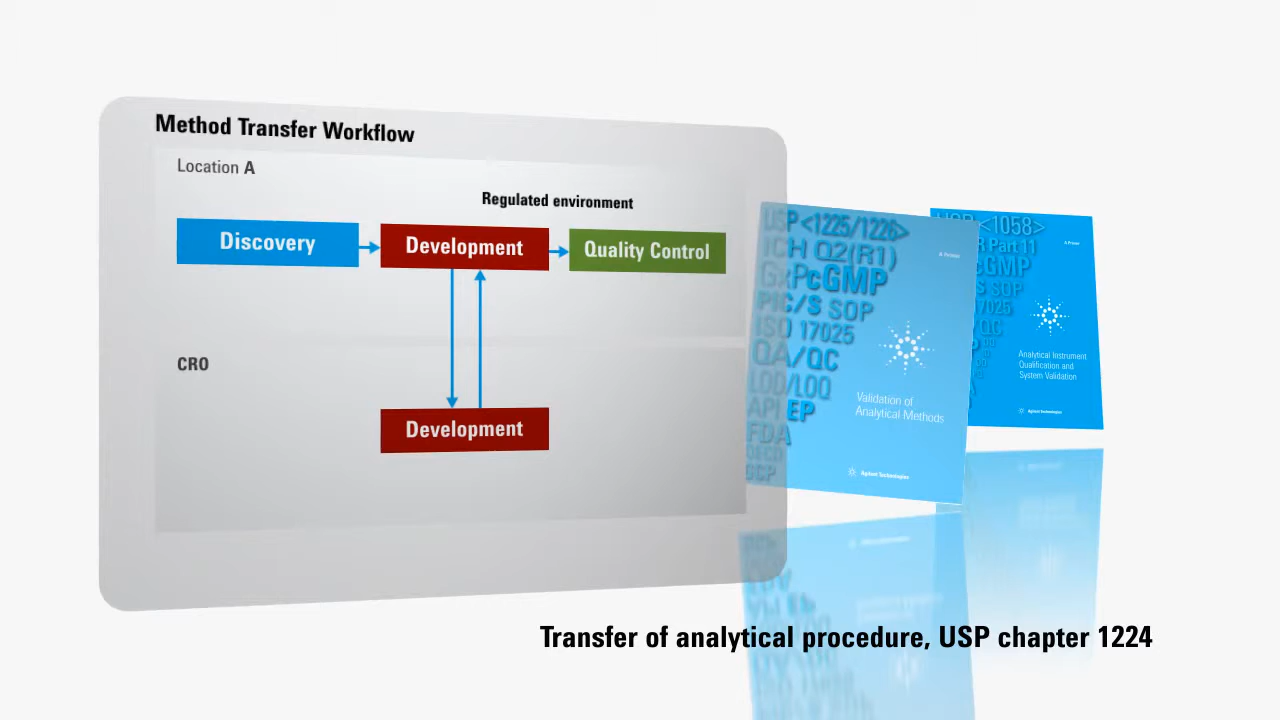 Method Transfer Workflow
Location A
Regulated environment
Discovery
Development
Quality Control
CRO
Development
USP <1225/1226>
ICH Q2(R1)
GxPcGMP
PIC/S SOP
ISO 17025
QA/QC
LOD/LOQ
API EP
FDA
OECD
GCP
Validation of
Analytical Methods
Agilent Technologies
A Primer
USP <1058>
R Part 11
cGMP
SOP
17025
/QC
A Primer
Analytical Instrument
Qualification and
System Validation
Agilent Technologies
Transfer of analytical procedure, USP chapter 1224